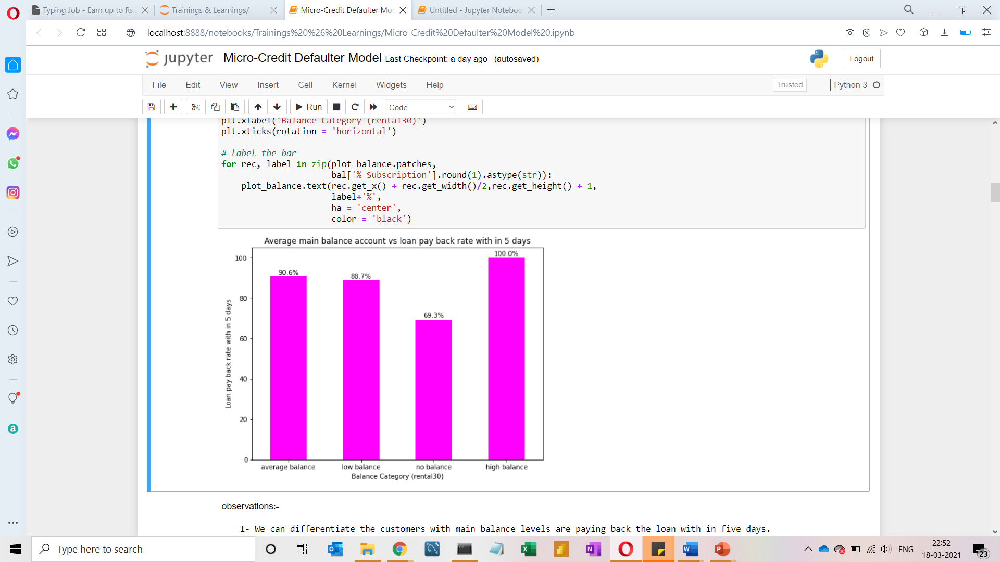 Typing Job - Earn up to Rs.
Trainings & Learnings/
Micro-Credit Defaulter Mo
Untitled - Jupyter Noteboo
localhost:8888/notebooks/Trainings%20%26%20Learnings/Micro-Credit%20Defaulter%20Model%20.ipynb
jupyter Micro-Credit Defaulter Model Last Checkpoint: a day ago (autosaved)
Logout
File Edit View Insert Cell Kernel Widgets Help
Trusted
Python 3
Run
Code
plt.xlabel('Balance Category (rental30)')
plt.xticks(rotation = 'horizontal')
# label the bar
for rec, label in zip(plot_balance.patches,
bal['% Subscription'].round(1).astype(str)):
plot_balance.text(rec.get_x() + rec.get_width()/2,rec.get_height() + 1,
label+'%',
ha = 'center',
color = 'black')
Average main balance account vs loan pay back rate with in 5 days
100.0%
90.6%
88.7%
69.3%
100
80
60
40
20
0
Loan pay back rate with in 5 days
average balance low balance no balance high balance
Balance Category (rental30)
observations:-
1- We can differentiate the customers with main balance levels are paying back the loan with in five days.
Type here to search
ENG
22:52
18-03-2021
23